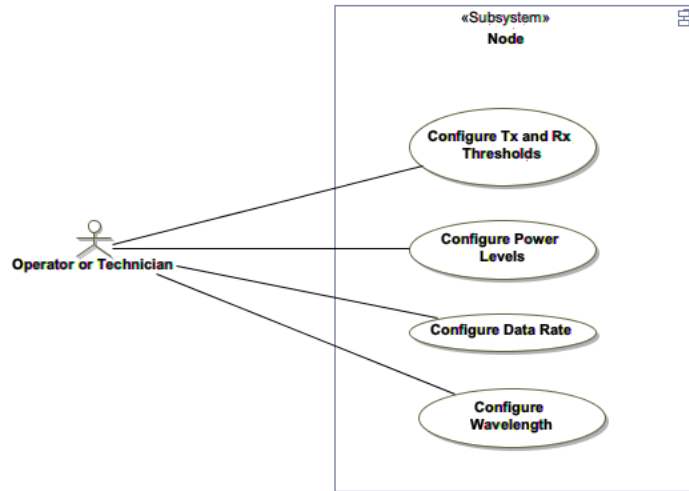 «Subsystem»
Node
Configure Tx and Rx
Thresholds
Configure Power
Levels
Operator or Technician
Configure Data Rate
Configure
Wavelength